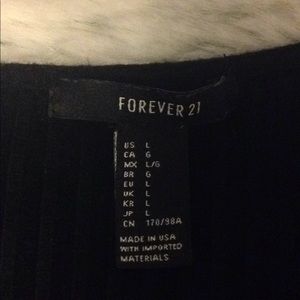 FOREVER 21
US L
CA G
MX L/G
BR G
EU L
UK L
KR L
JP L
CN 170/98A
MADE IN USA
WITH IMPORTED
MATERIALS